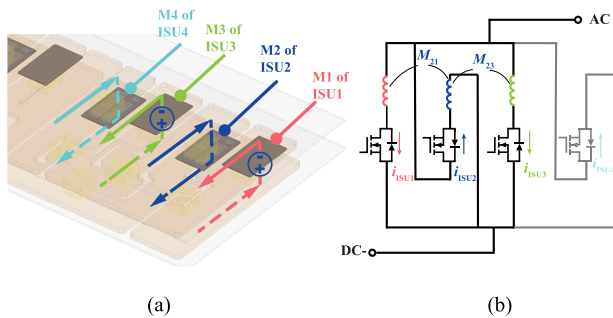 M4 of
ISU4
M3 of
ISU3
M2 of
ISU2
M1 of
ISU1
- +
- +
(a)
AC
M21 M23
iISU1 iISU2 iISU3 iISU4
DC-
(b)